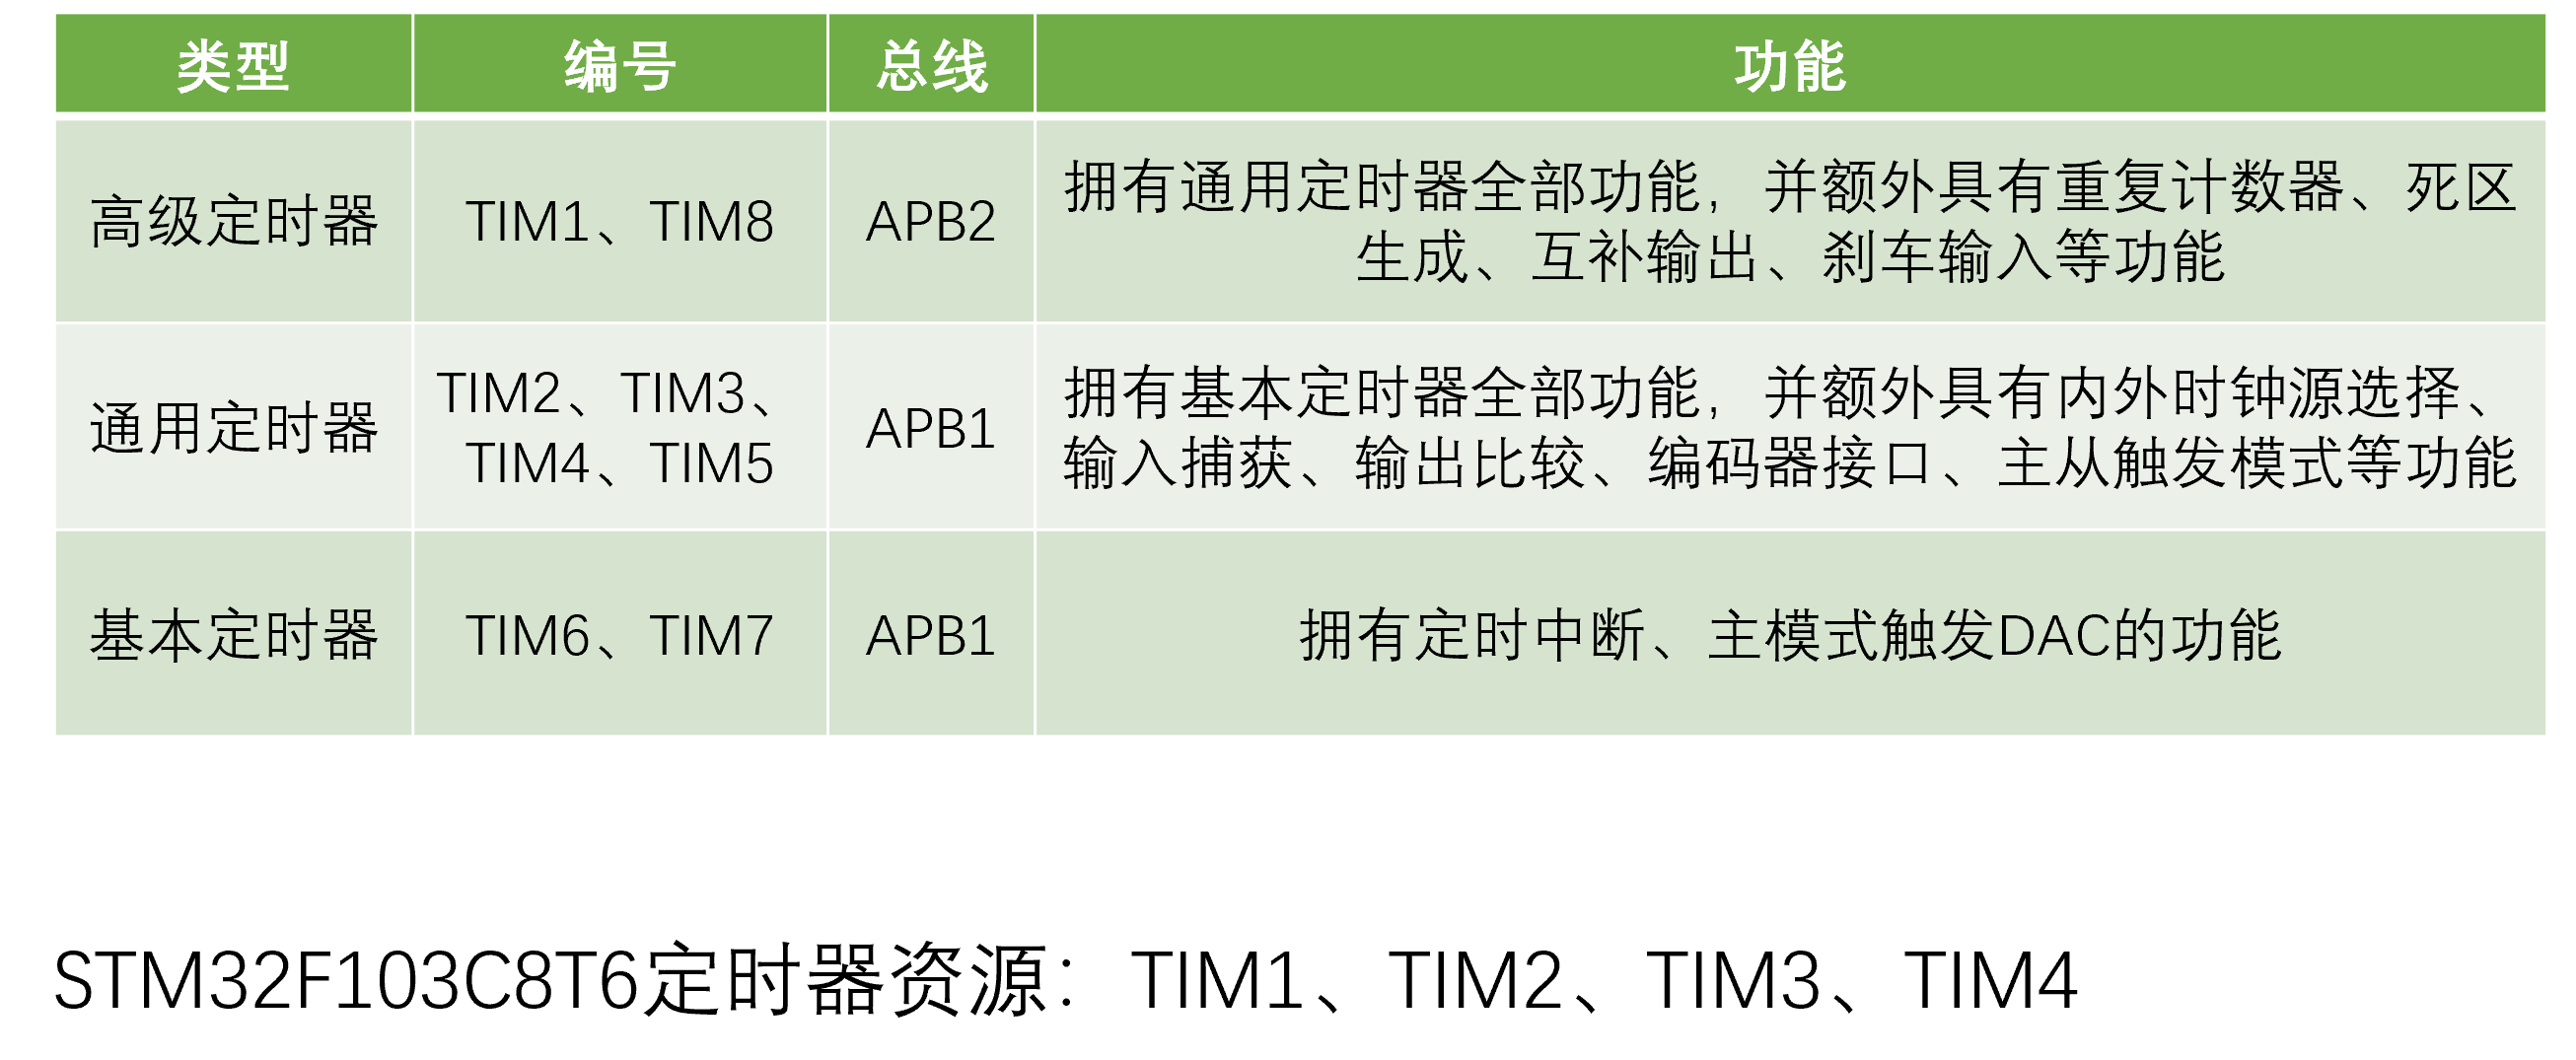 类型 编号 总线 功能
高级定时器 TIM1、TIM8 APB2 拥有通用定时器全部功能，并额外具有重复计数器、死区
生成、互补输出、刹车输入等功能
通用定时器 TIM2、TIM3、
TIM4、TIM5 APB1 拥有基本定时器全部功能，并额外具有内外时钟源选择、
输入捕获、输出比较、编码器接口、主从触发模式等功能
基本定时器 TIM6、TIM7 APB1 拥有定时中断、主模式触发DAC的功能
STM32F103C8T6定时器资源：TIM1、TIM2、TIM3、TIM4